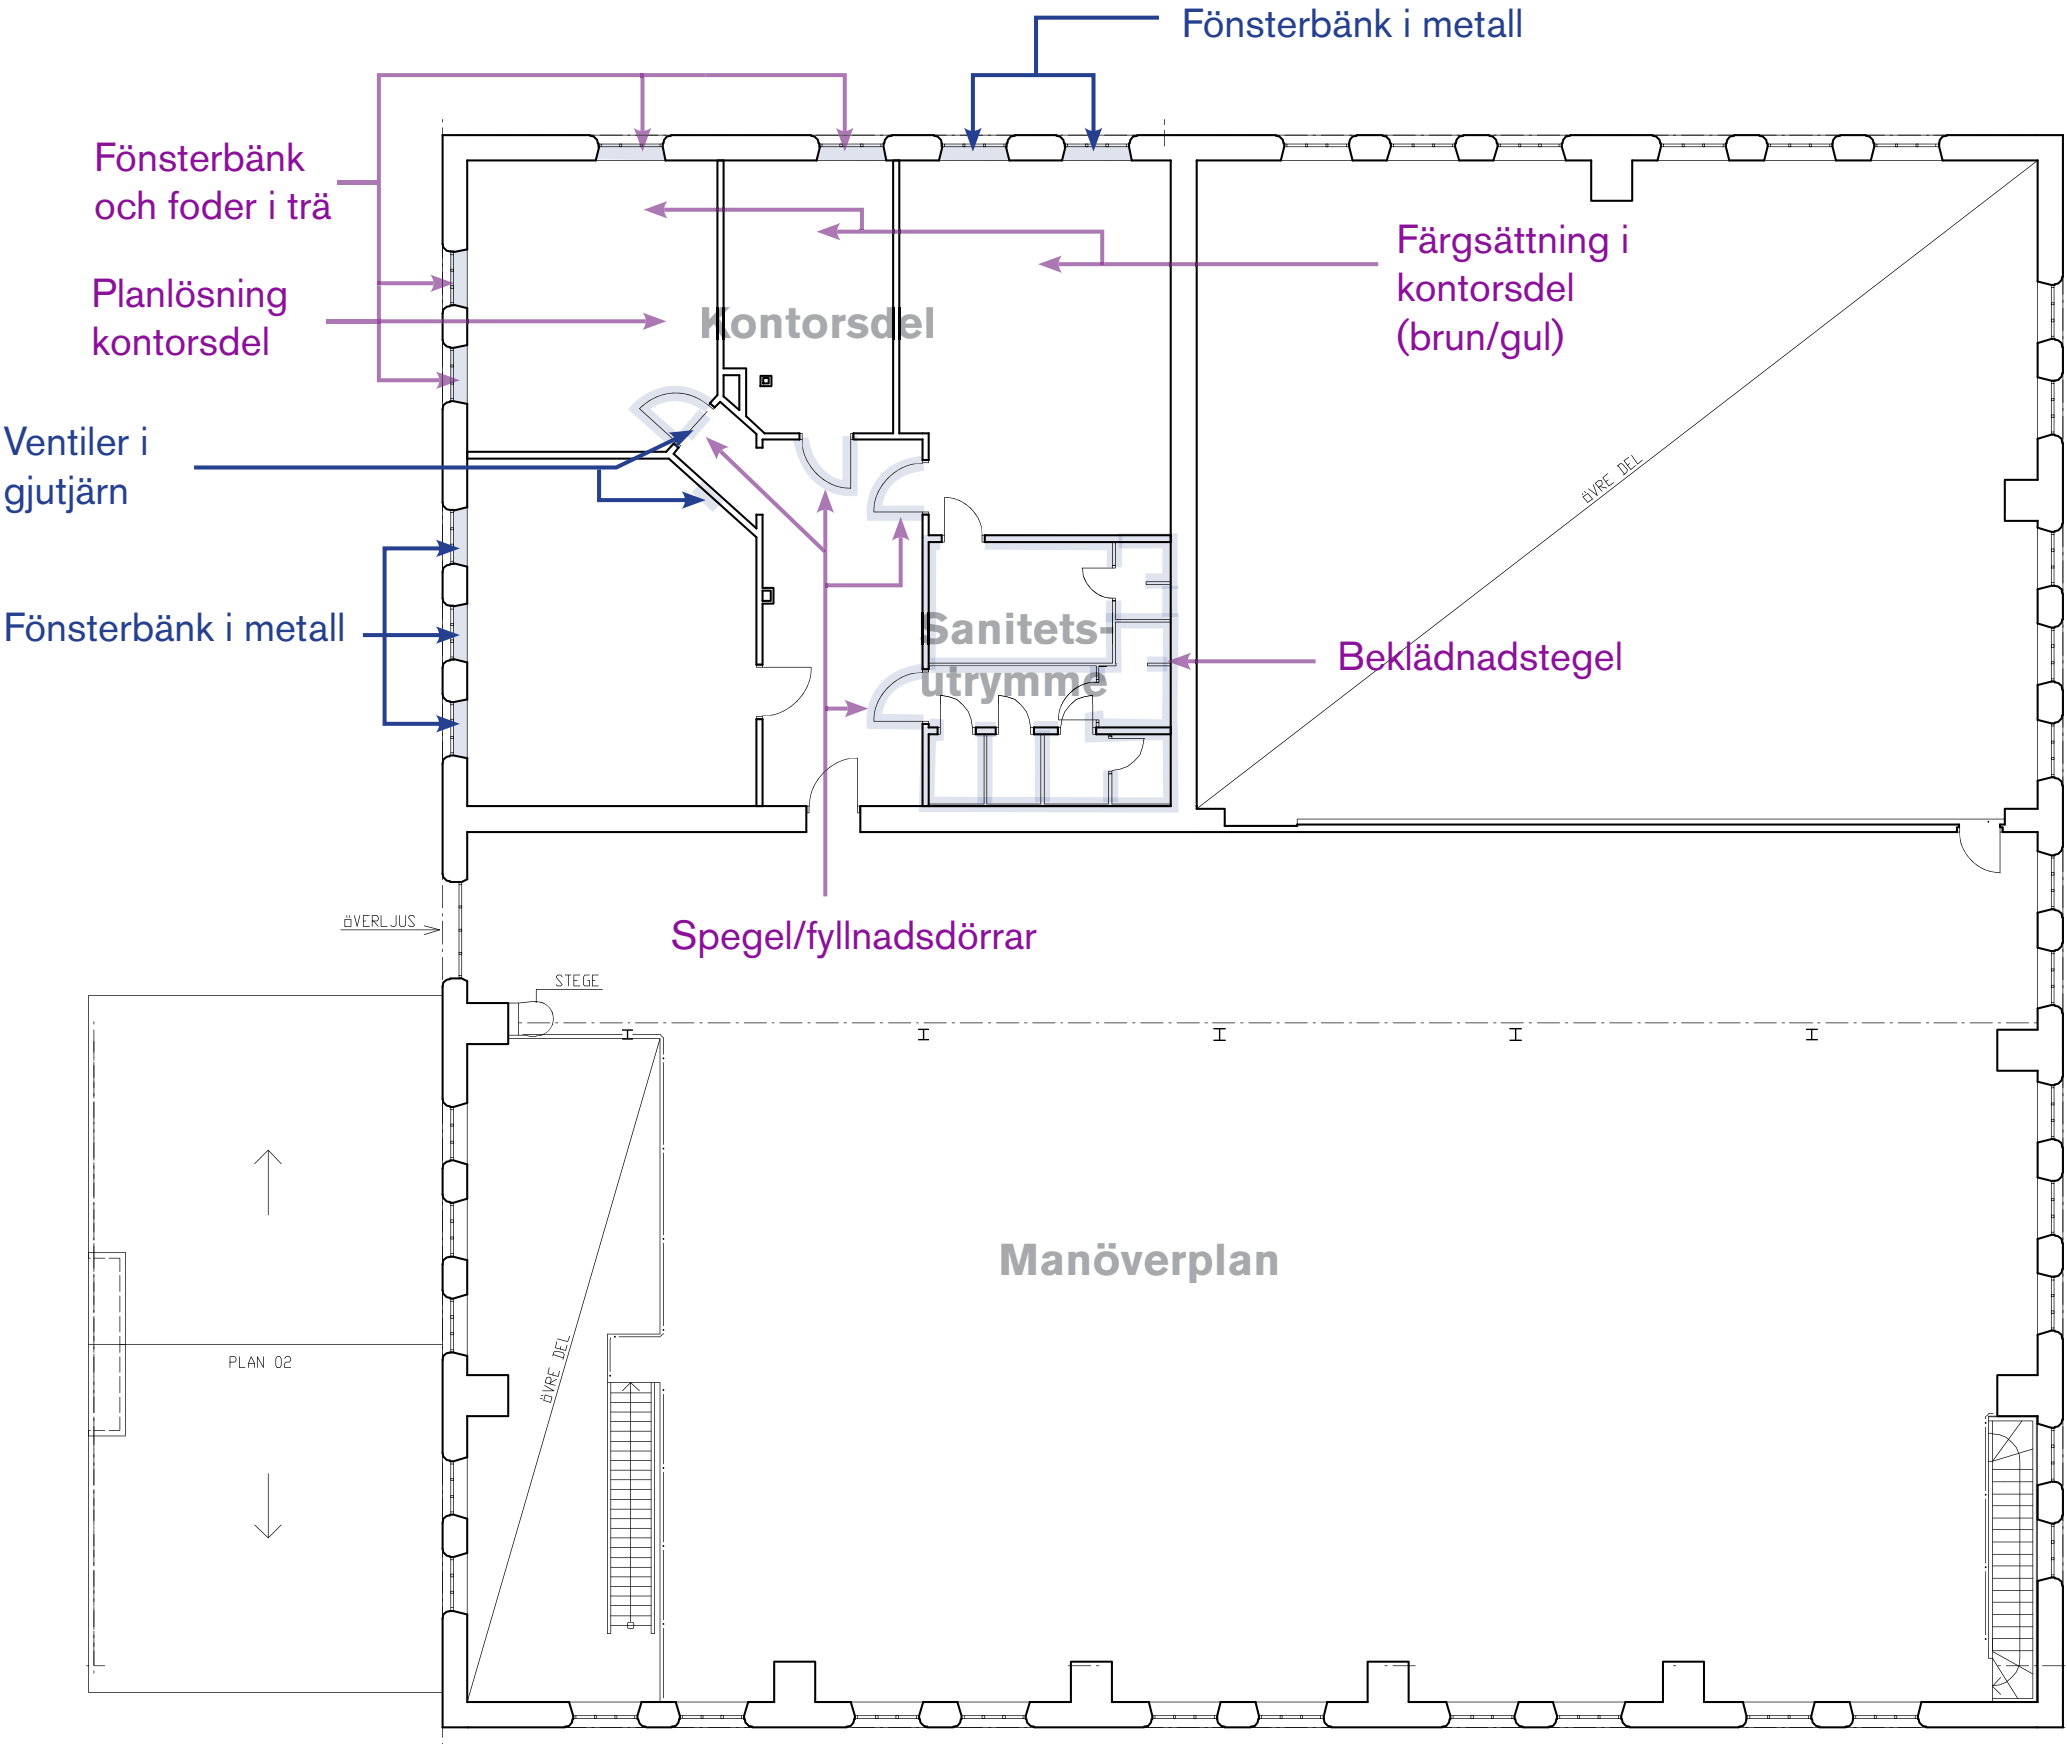 Fönsterbänk i metall
Fönsterbänk
och foder i trä
Planlösning
kontorsdel
Färgsättning i
kontorsdel
(brun/gul)
Kontorsdel
Ventiler i
gjutjärn
ÖVRE DEL
Fönsterbänk i metall
Sanitets-
utrymme
Beklädnadstegel
Spegel/fyllnadsdörrar
ÖVERLJUS
STEGE
Manöverplan
PLAN 02
ÖVRE DEL